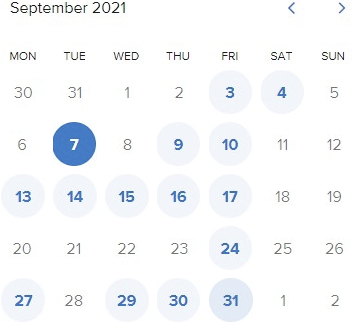 September 2021
MON TUE WED THU FRI SAT SUN
30 31 1 2 3 4 5
6 7 8 9 10 11 12
13 14 15 16 17 18 19
20 21 22 23 24 25 26
27 28 29 30 31 1 2